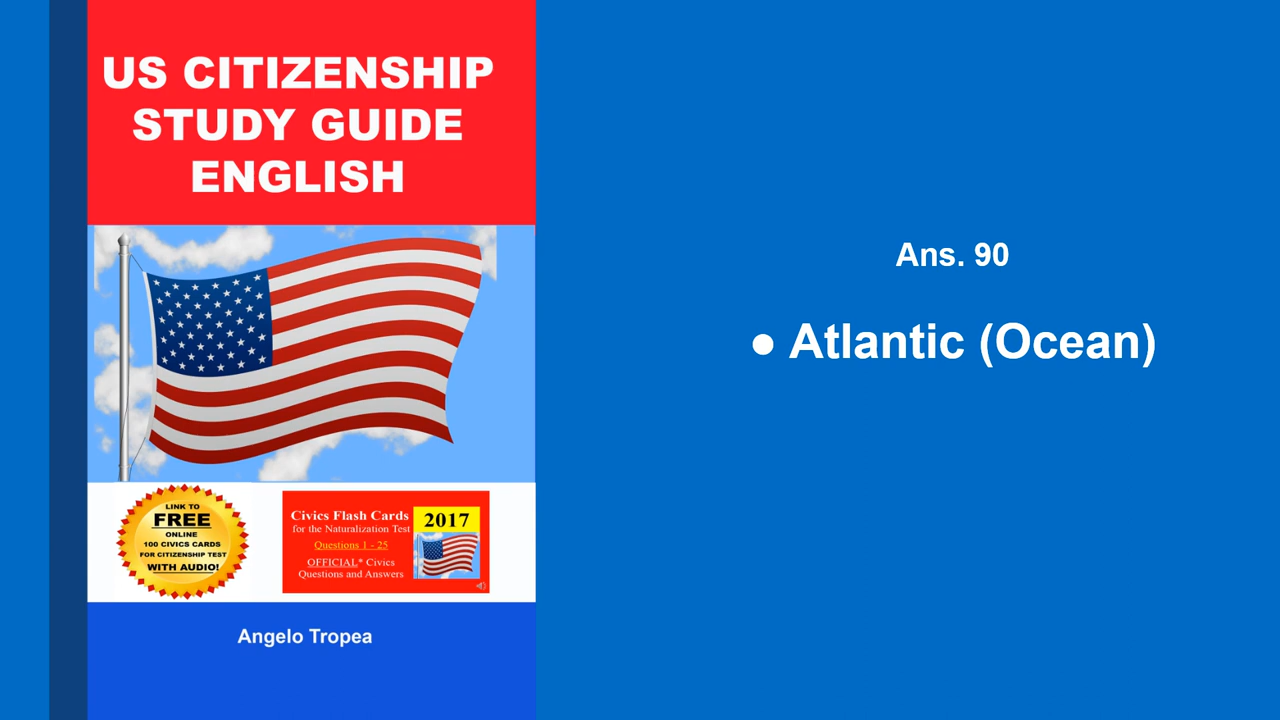 US CITIZENSHIP
STUDY GUIDE
ENGLISH
LINK TO
FREE
ONLINE
100 CIVICS CARDS
FOR CITIZENSHIP TEST
WITH AUDIO!
Civics Flash Cards
for the Naturalization Test
Questions 1 - 25
OFFICIAL* Civics
Questions and Answers
2017
Angelo Tropea
Ans. 90
● Atlantic (Ocean)